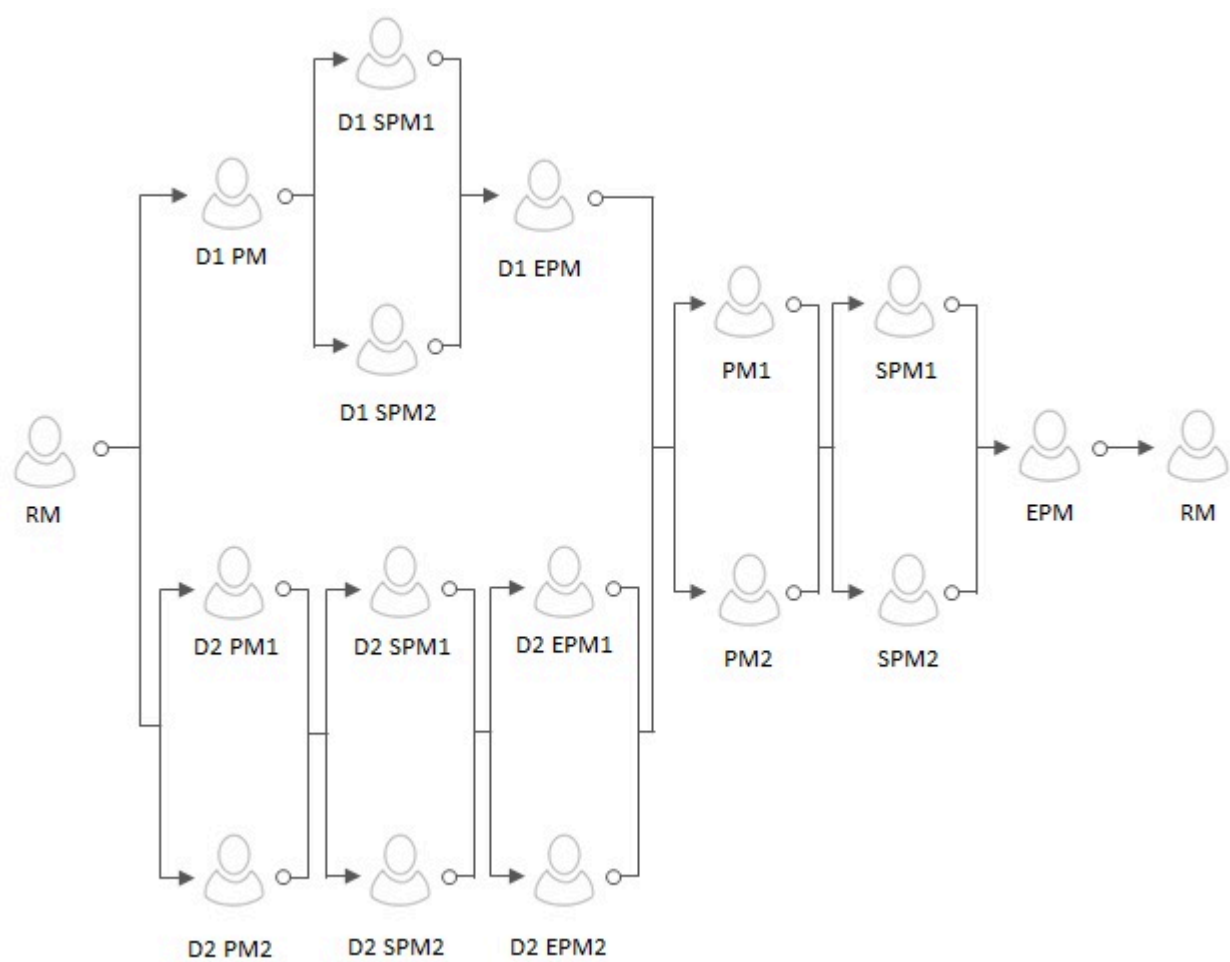 D1 SPM1
D1 PM
D1 EPM
PM1
SPM1
D1 SPM2
RM
EPM
RM
D2 PM1
D2 SPM1
D2 EPM1
PM2
SPM2
D2 PM2
D2 SPM2
D2 EPM2